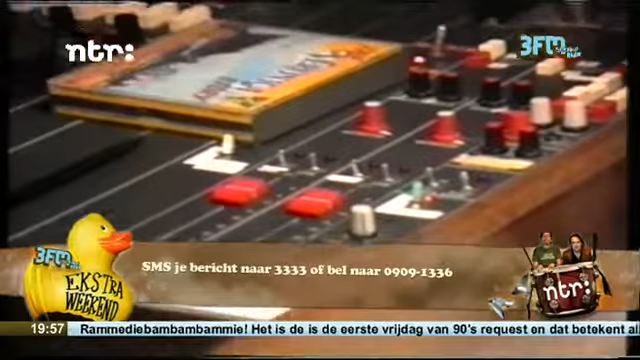 ntr:
3FM
3FM
EKSTRA
WEEKEND
SMS je bericht naar 3333 of bel naar 0909-1336
ntr:
19:57
Rammediebambambammie! Het is de is de eerste vrijdag van 90's request en dat betekent al